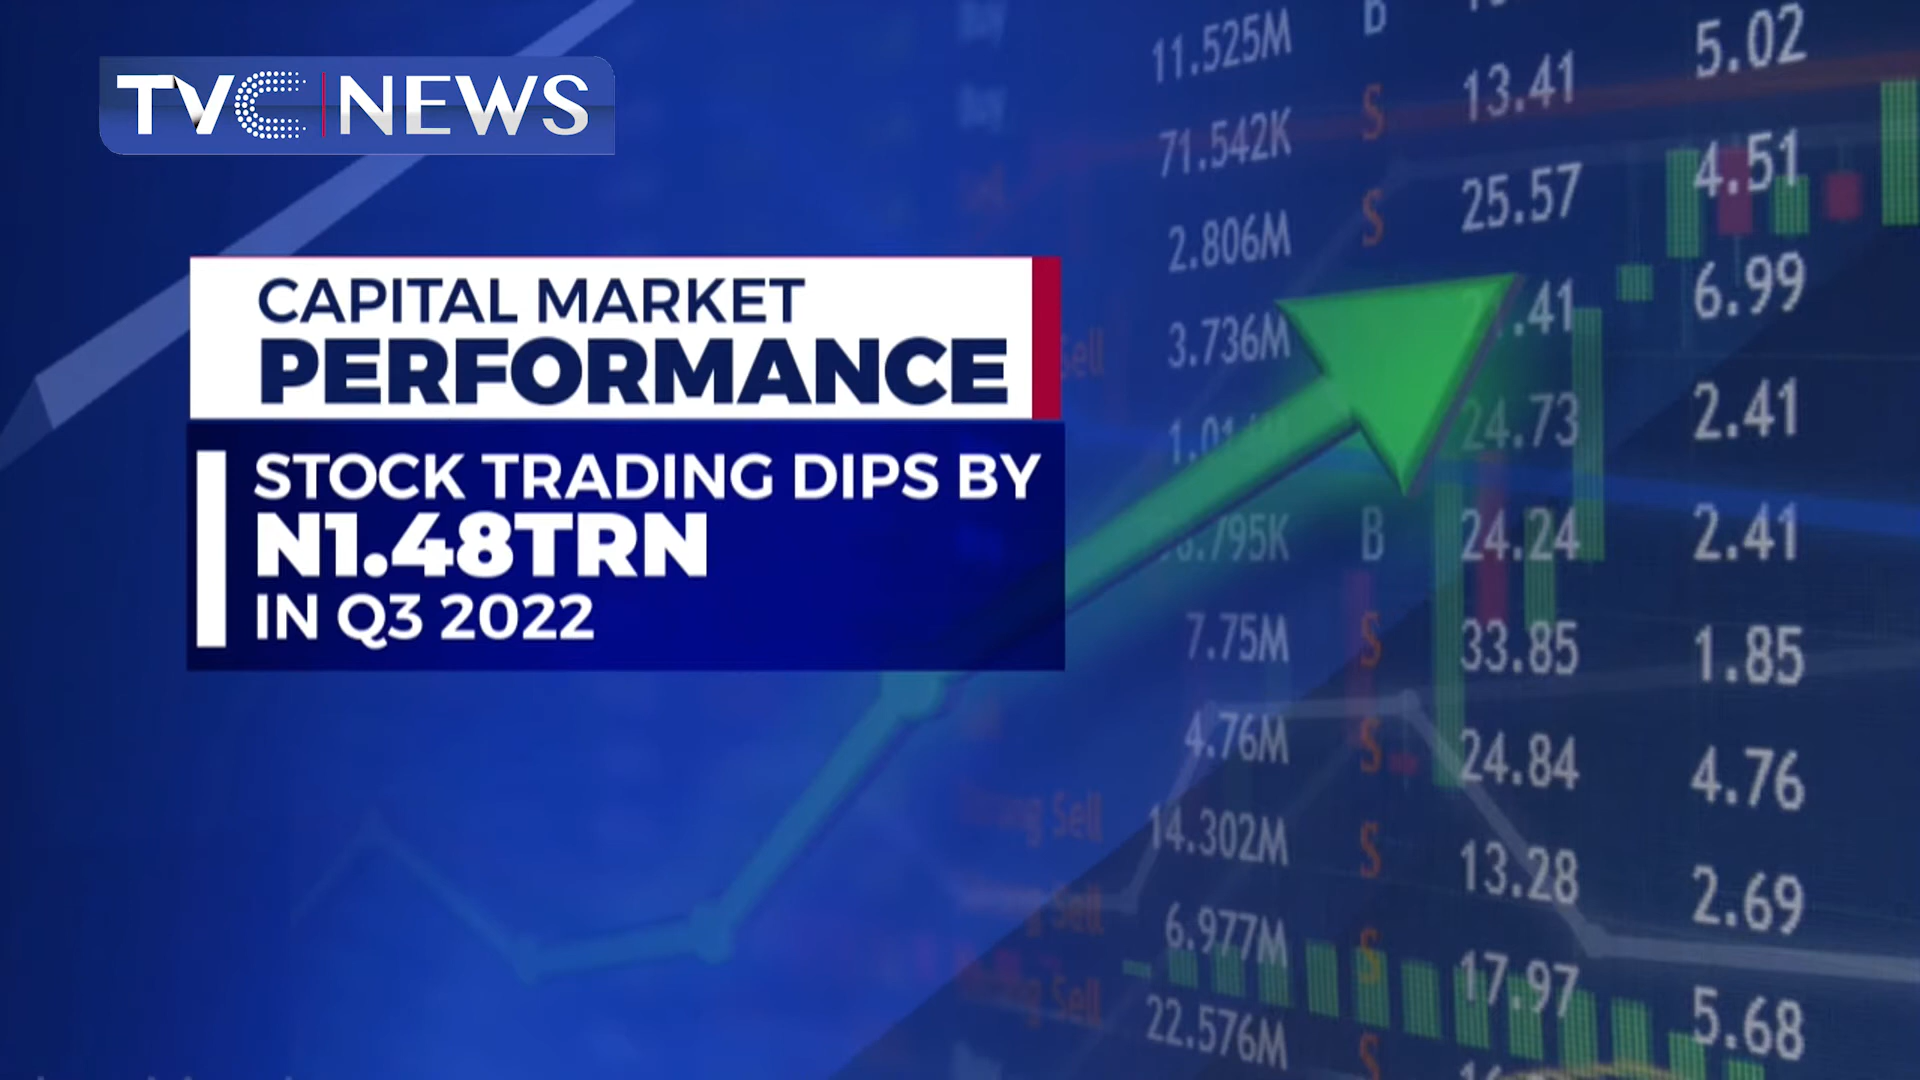 TVC NEWS
CAPITAL MARKET
PERFORMANCE
STOCK TRADING DIPS BY
N1.48TRN
IN Q3 2022
11.525M B 5.02
71.542K S 13.41 4.51
2.806M S 25.57 6.99
3.736M .41 2.41
24.73 2.41
.795K B 24.24 1.85
7.75M S 33.85 4.76
4.76M S 24.84 2.69
14.302M S 13.28 5.68
6.977M S 17.97
22.576M S